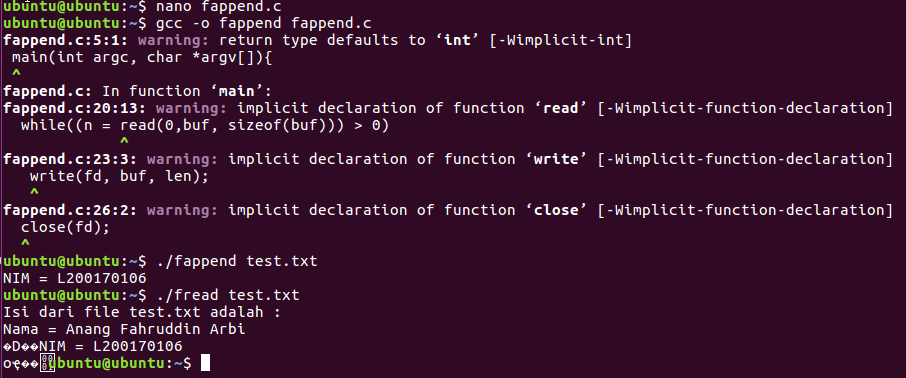 ubuntu@ubuntu:~$ nano fappend.c
ubuntu@ubuntu:~$ gcc -o fappend fappend.c
fappend.c:5:1: warning: return type defaults to ‘int’ [-Wimplicit-int]
 main(int argc, char *argv[]){
 ^
fappend.c: In function ‘main’:
fappend.c:20:13: warning: implicit declaration of function ‘read’ [-Wimplicit-function-declaration]
  while((n = read(0,buf, sizeof(buf))) > 0)
             ^
fappend.c:23:3: warning: implicit declaration of function ‘write’ [-Wimplicit-function-declaration]
   write(fd, buf, len);
   ^
fappend.c:26:2: warning: implicit declaration of function ‘close’ [-Wimplicit-function-declaration]
  close(fd);
  ^
ubuntu@ubuntu:~$ ./fappend test.txt
NIM = L200170106
ubuntu@ubuntu:~$ ./fread test.txt
Isi dari file test.txt adalah :
Nama = Anang Fahruddin Arbi
�D��NIM = L200170106
ubuntu@ubuntu:~$